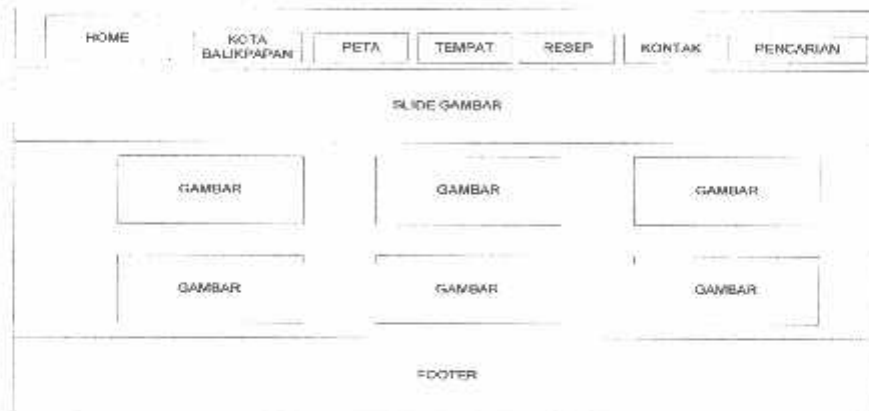 HOME
KOTA
BALIKPAPAN
PETA
TEMPAT
RESEP
KONTAK
PENCARIAN
SLIDE GAMBAR
GAMBAR
GAMBAR
GAMBAR
GAMBAR
GAMBAR
GAMBAR
FOOTER